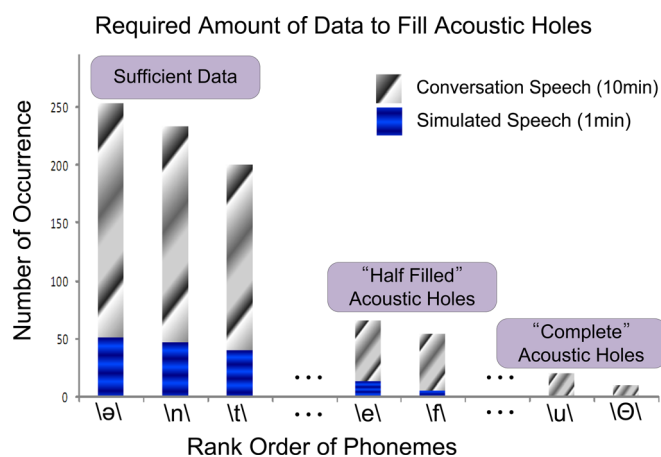 Required Amount of Data to Fill Acoustic Holes
Sufficient Data
Conversation Speech (10min)
Simulated Speech (1min)
Number of Occurrence
250
200
150
100
50
0
“Half Filled”
Acoustic Holes
“Complete”
Acoustic Holes
\ə\ \n\ \t\ ••• \e\ \f\ ••• \u\ \Θ\
Rank Order of Phonemes